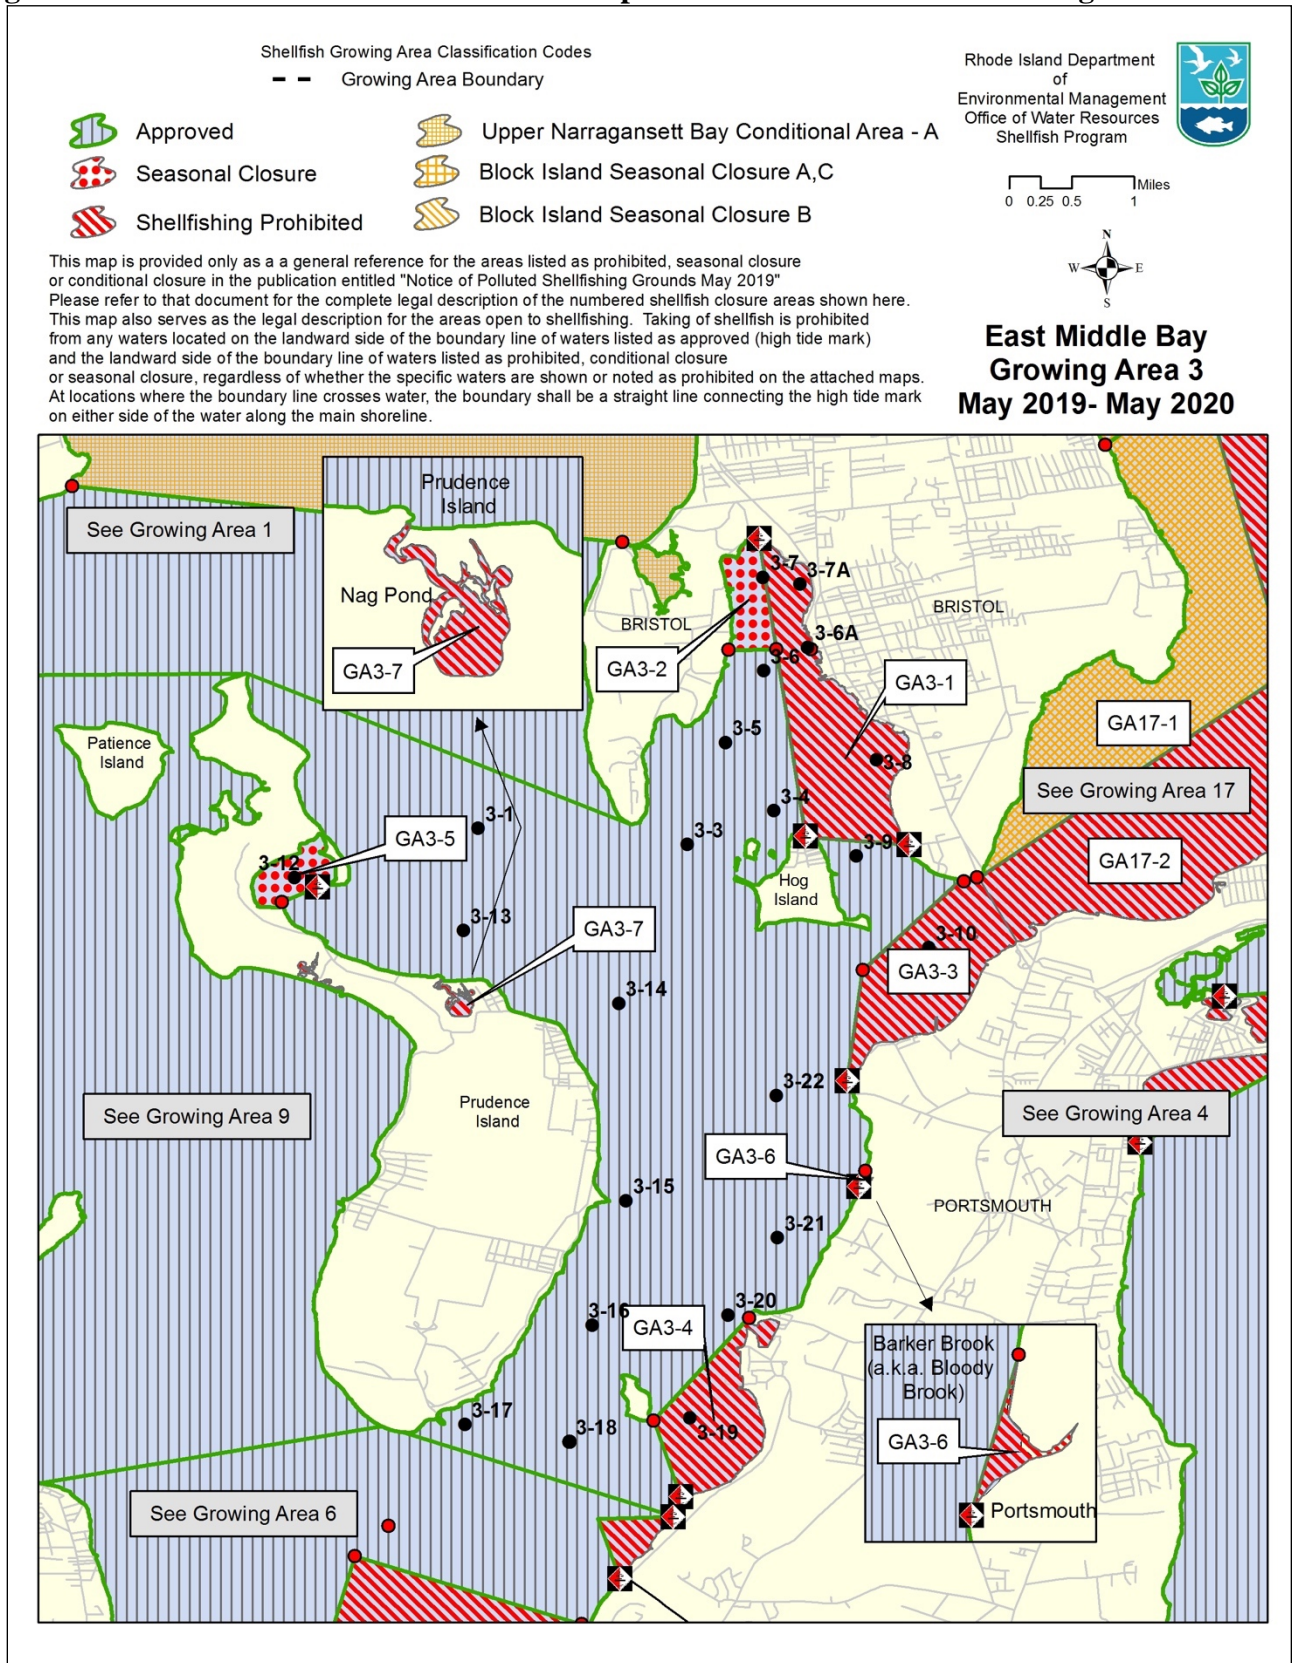 Shellfish Growing Area Classification Codes
Growing Area Boundary
Approved
Seasonal Closure
Shellfishing Prohibited
Upper Narragansett Bay Conditional Area - A
Block Island Seasonal Closure A,C
Block Island Seasonal Closure B
Rhode Island Department
of
Environmental Management
Office of Water Resources
Shellfish Program
Miles
0 0.25 0.5 1
N
W E
S
This map is provided only as a a general reference for the areas listed as prohibited, seasonal closure
or conditional closure in the publication entitled "Notice of Polluted Shellfishing Grounds May 2019"
Please refer to that document for the complete legal description of the numbered shellfish closure areas shown here.
This map also serves as the legal description for the areas open to shellfishing. Taking of shellfish is prohibited
from any waters located on the landward side of the boundary line of waters listed as approved (high tide mark)
and the landward side of the boundary line of waters listed as prohibited, conditional closure
or seasonal closure, regardless of whether the specific waters are shown or noted as prohibited on the attached maps.
At locations where the boundary line crosses water, the boundary shall be a straight line connecting the high tide mark
on either side of the water along the main shoreline.
East Middle Bay
Growing Area 3
May 2019- May 2020
Prudence
Island
See Growing Area 1
Nag Pond
GA3-7
3-7
3-7A
BRISTOL
BRISTOL
3-6A
3-6
GA3-2
GA3-1
GA17-1
3-5
Patience
Island
3-8
See Growing Area 17
3-4
3-1
3-3
GA3-5
3-9
3-12
GA17-2
Hog
Island
3-13
GA3-7
3-10
GA3-3
3-14
3-22
See Growing Area 9
Prudence
Island
See Growing Area 4
GA3-6
3-15
PORTSMOUTH
3-21
3-20
3-16
GA3-4
Barker Brook
(a.k.a. Bloody
Brook)
3-17
3-18
3-19
GA3-6
See Growing Area 6
Portsmouth